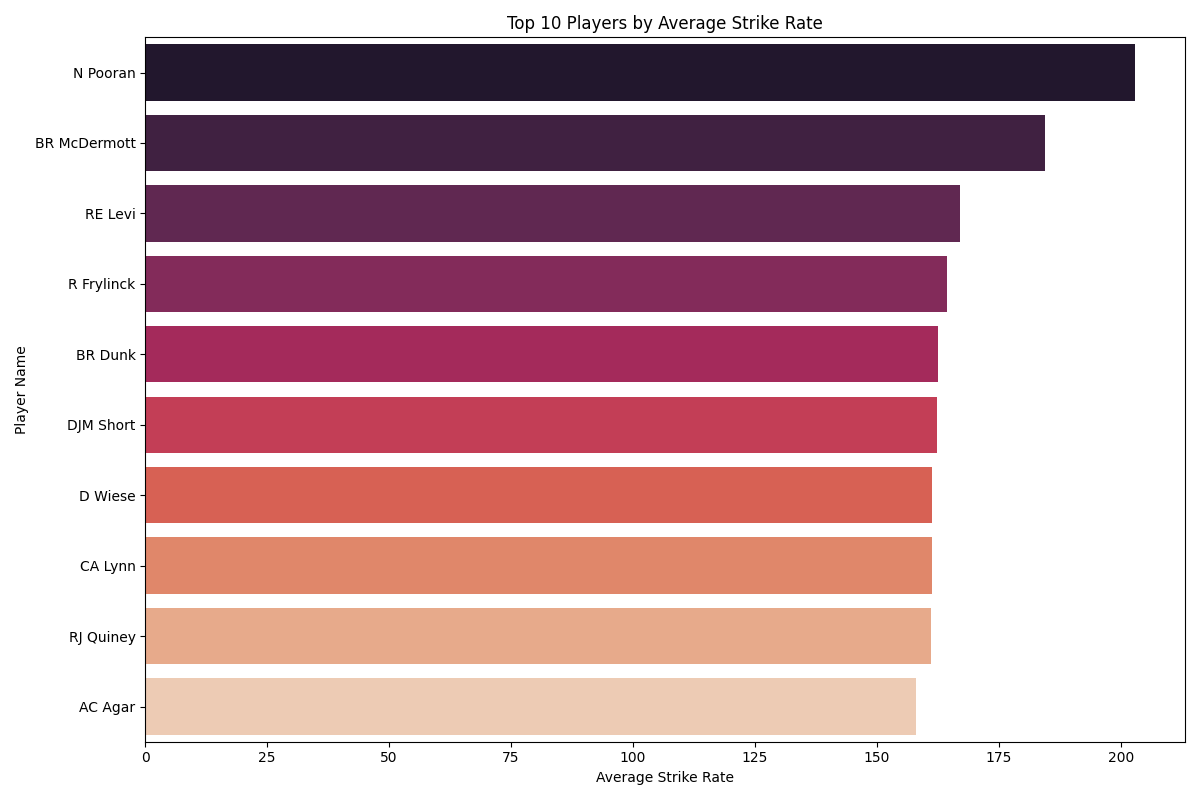 Top 10 Players by Average Strike Rate
Player Name
N Pooran
BR McDermott
RE Levi
R Frylinck
BR Dunk
DJM Short
D Wiese
CA Lynn
RJ Quiney
AC Agar
0 25 50 75 100 125 150 175 200
Average Strike Rate